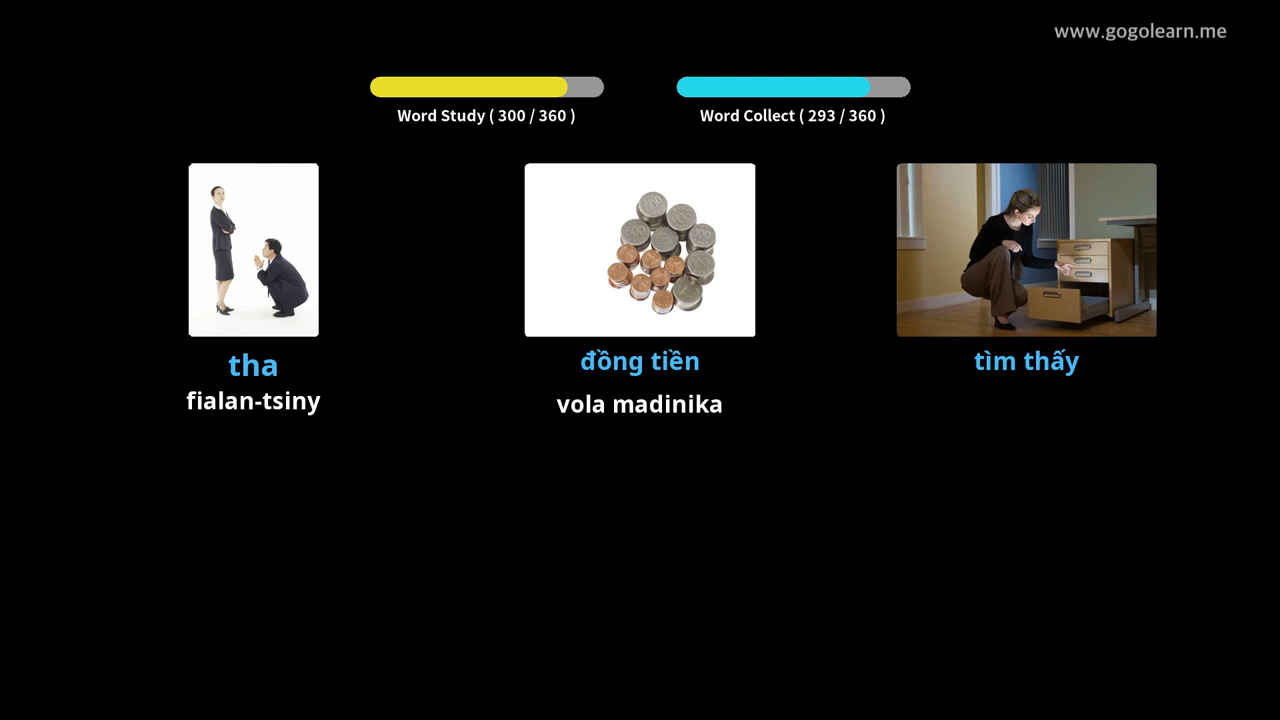 www.gogolearn.me
Word Study ( 300 / 360 )
Word Collect ( 293 / 360 )
tha
fialan-tsiny
đồng tiền
vola madinika
tìm thấy